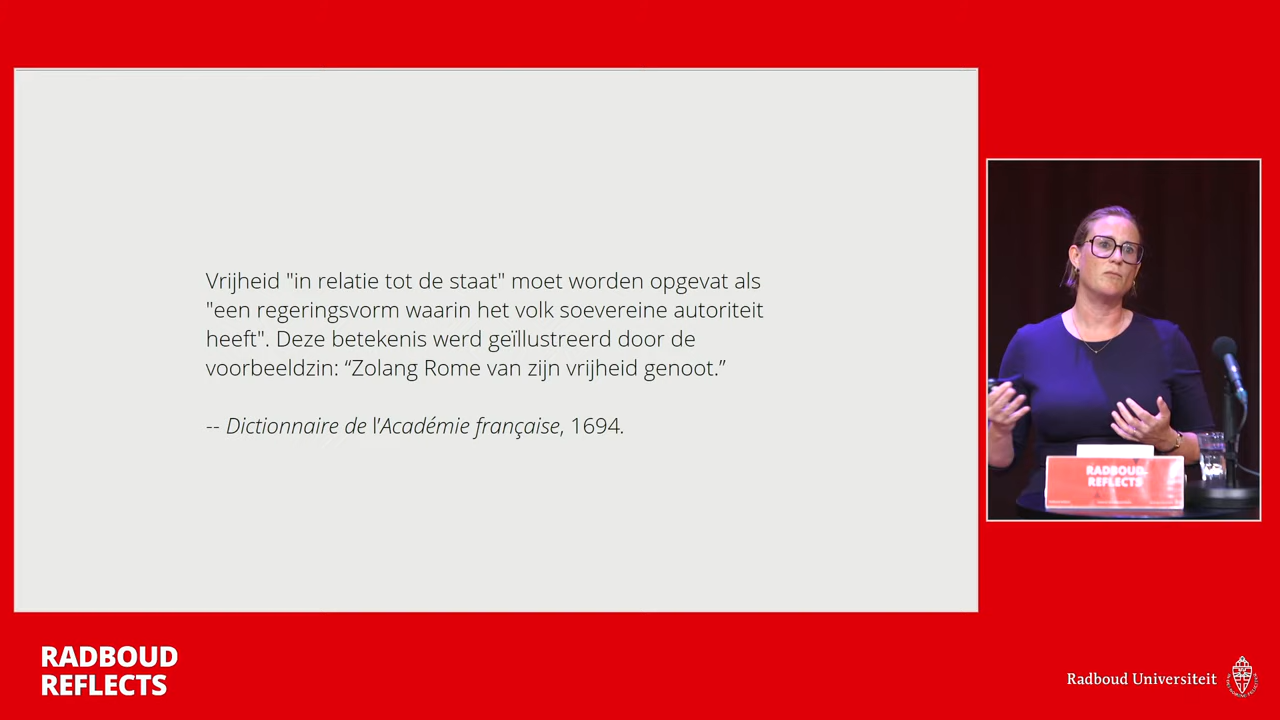 Vrijheid "in relatie tot de staat" moet worden opgevat als
"een regeringsvorm waarin het volk soevereine autoriteit
heeft". Deze betekenis werd geïllustreerd door de
voorbeeldzin: “Zolang Rome van zijn vrijheid genoot.”
-- Dictionnaire de l’Académie française, 1694.
RADBOUD
REFLECTS
RADBOUD
REFLECTS
Radboud Universiteit